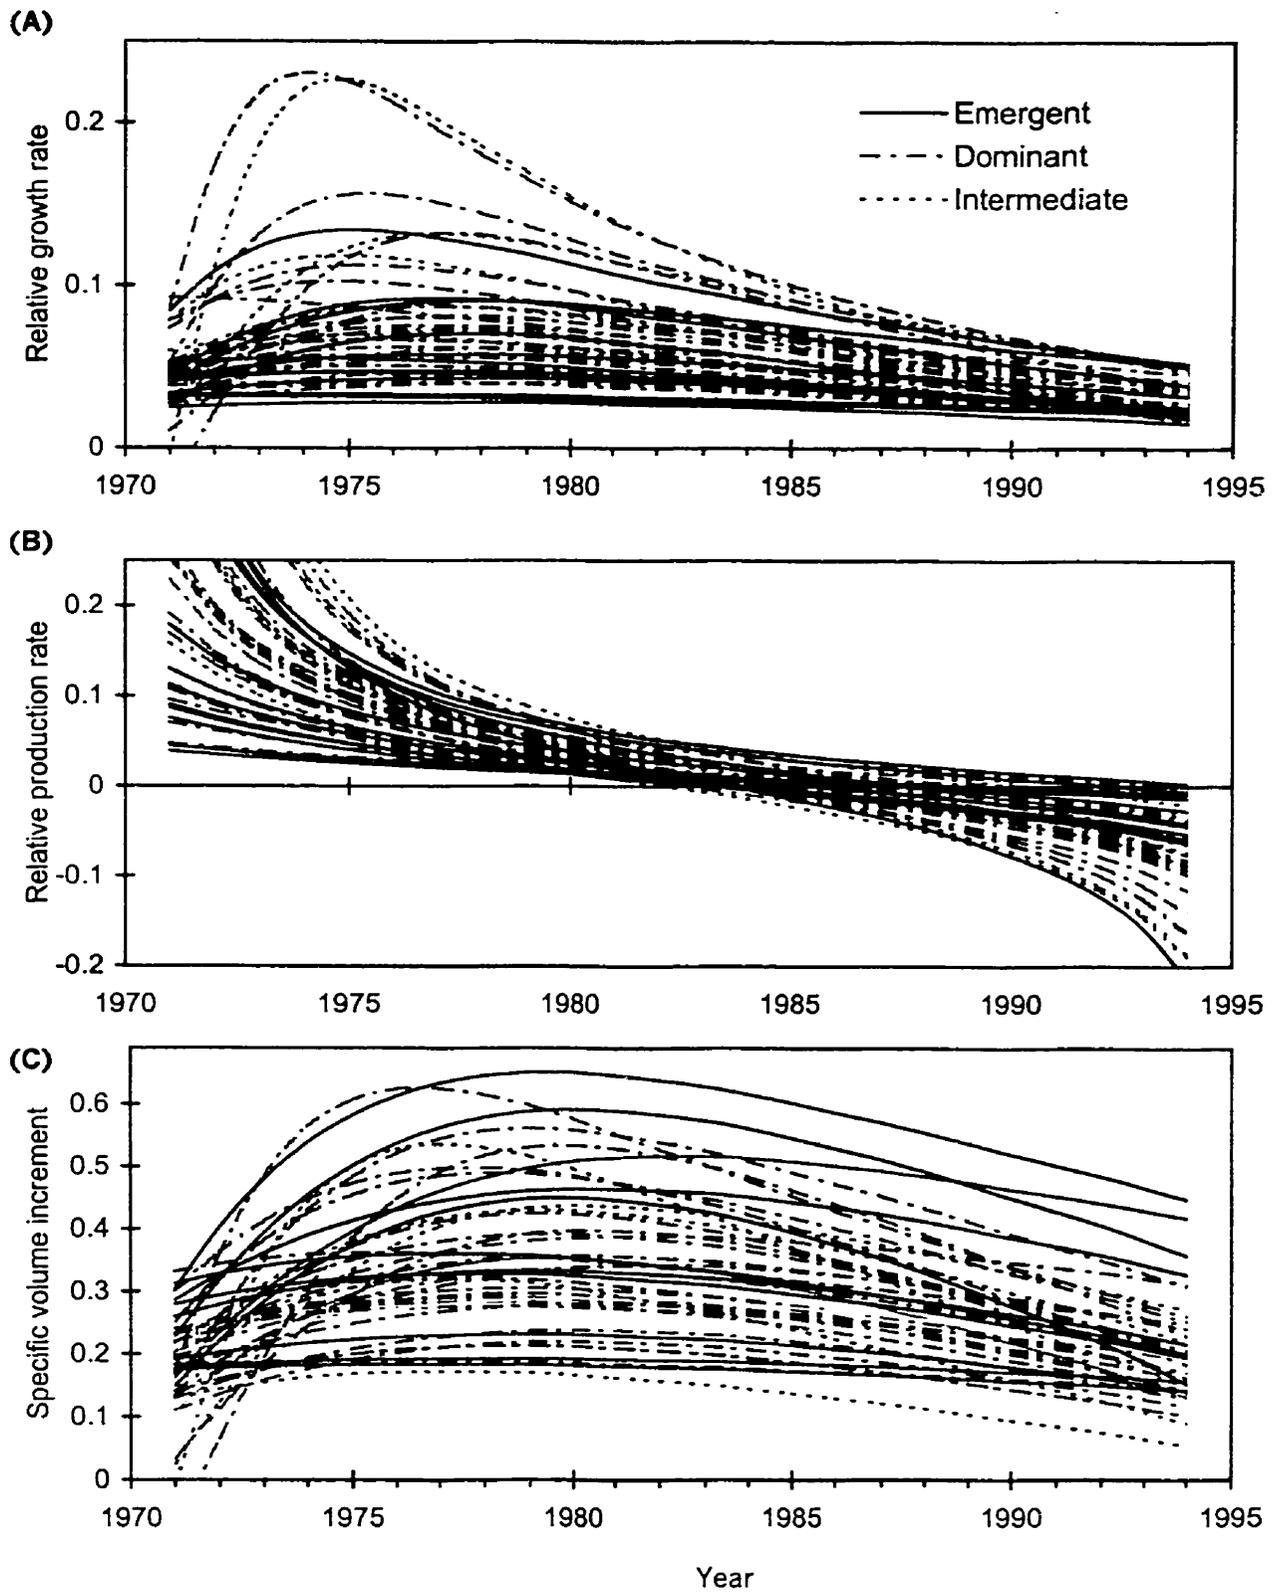 (A)
Relative growth rate
0.2
0.1
0
Emergent
Dominant
Intermediate
1970 1975 1980 1985 1990 1995
(B)
Relative production rate
0.2
0.1
0
-0.1
-0.2
1970 1975 1980 1985 1990 1995
(C)
Specific volume increment
0.6
0.5
0.4
0.3
0.2
0.1
0
1970 1975 1980 1985 1990 1995
Year